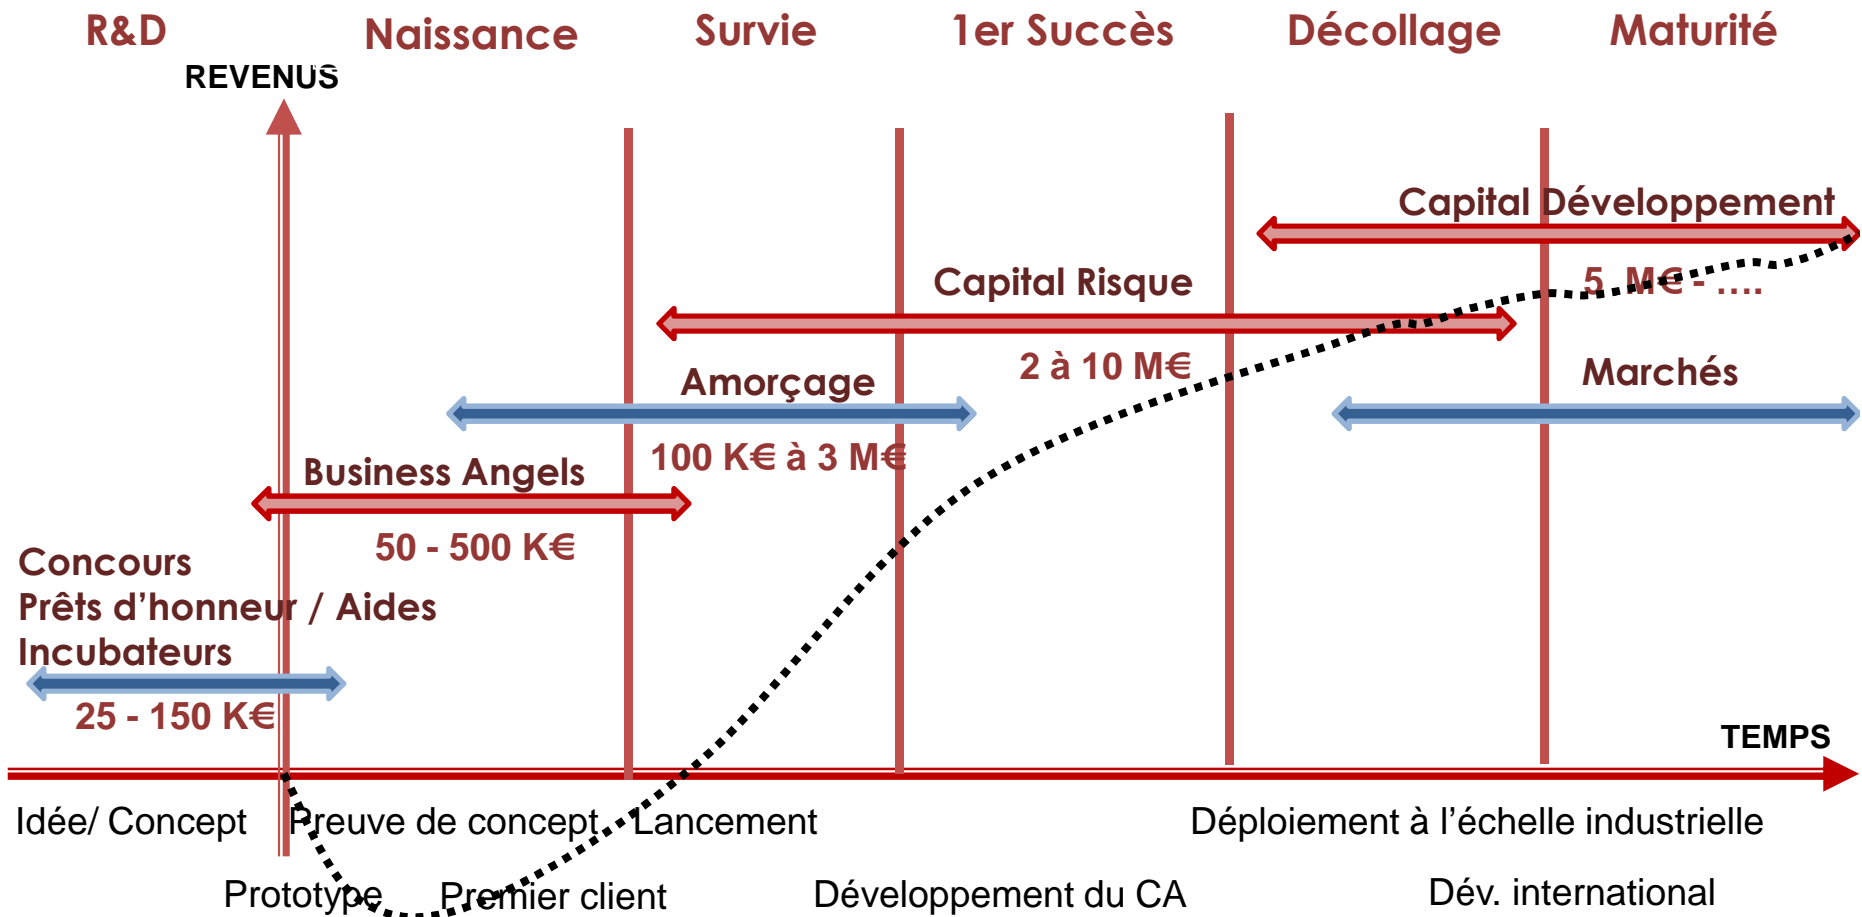 R&D
Naissance
Survie
1er Succès
Décollage
Maturité
REVENUS
Capital Développement
5 M€ - ....
Capital Risque
2 à 10 M€
Amorçage
100 K€ à 3 M€
Marchés
Business Angels
50 - 500 K€
Concours
Prêts d’honneur / Aides
Incubateurs
25 - 150 K€
TEMPS
Idée/ Concept
Preuve de concept
Lancement
Déploiement à l’échelle industrielle
Prototype
Premier client
Développement du CA
Dév. international